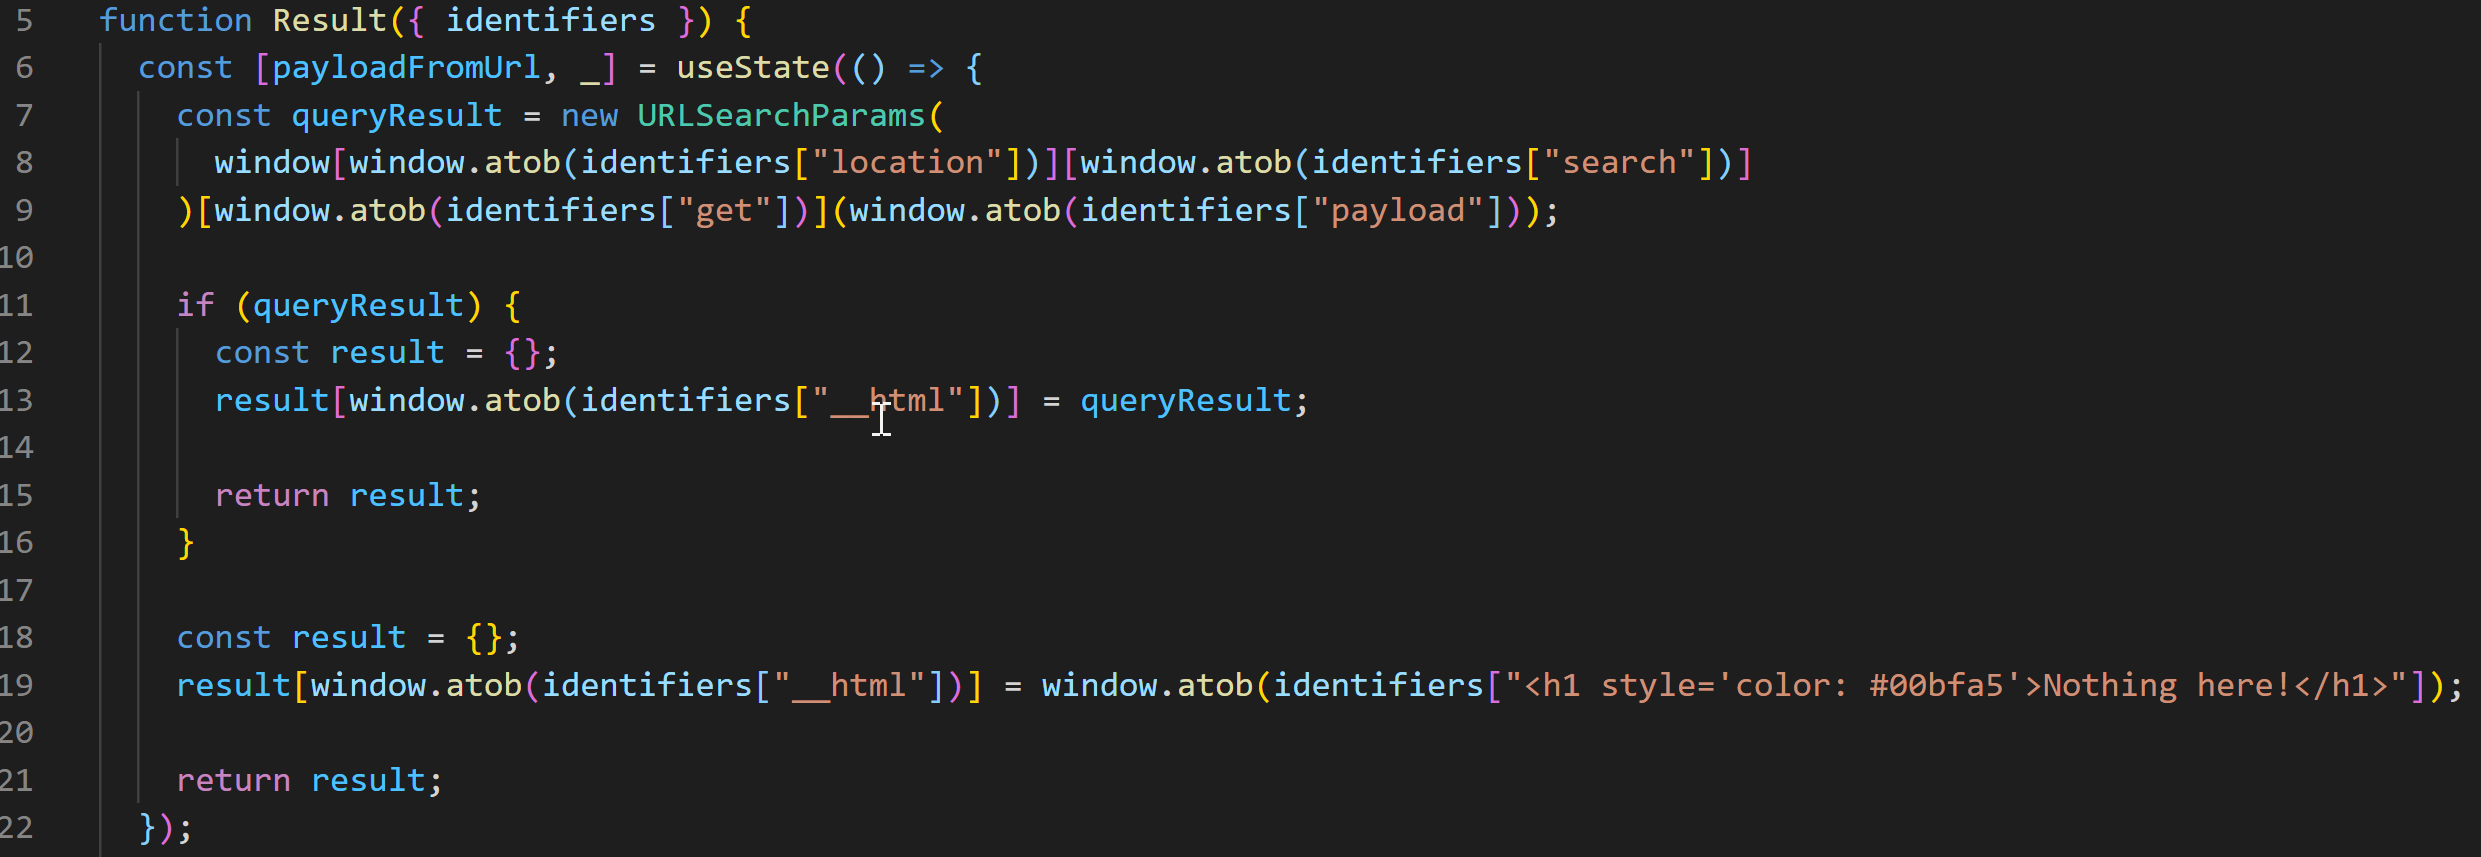 5 function Result({ identifiers }) {
6 const [payloadFromUrl, _] = useState(() => {
7 const queryResult = new URLSearchParams(
8 window[window.atob(identifiers["location"])][window.atob(identifiers["search"])]
9 )[window.atob(identifiers["get"])](window.atob(identifiers["payload"]));
10
11 if (queryResult) {
12 const result = {};
13 result[window.atob(identifiers["__html"])] = queryResult;
14
15 return result;
16 }
17
18 const result = {};
19 result[window.atob(identifiers["__html"])] = window.atob(identifiers["<h1 style='color: #00bfa5'>Nothing here!</h1>"]);
20
21 return result;
22 });